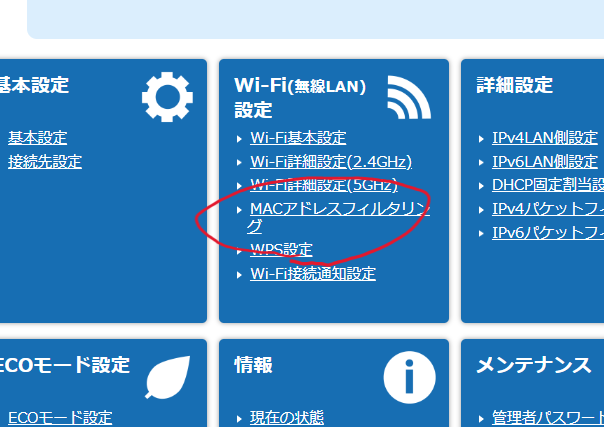 基本設定
基本設定
接続先設定
Wi-Fi(無線LAN)
設定
Wi-Fi基本設定
Wi-Fi詳細設定(2.4GHz)
Wi-Fi詳細設定(5GHz)
MACアドレスフィルタリン
グ
WPS設定
Wi-Fi接続通知設定
詳細設定
IPv4LAN側設定
IPv6LAN側設定
DHCP固定割当設
IPv4パケットフィ
IPv6パケットフィ
ECOモード設定
ECOモード設定
情報
現在の状態
メンテナンス
管理者パスワード